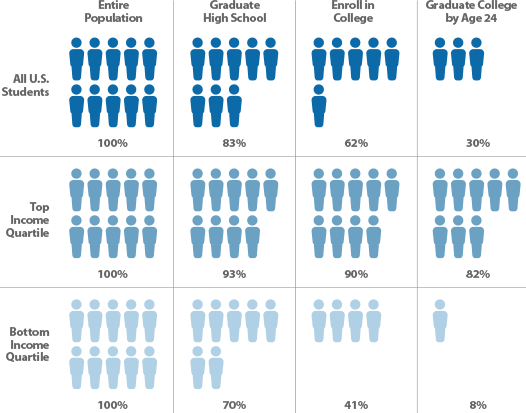 Entire
Population
Graduate
High School
Enroll in
College
Graduate College
by Age 24
All U.S.
Students
100%
83%
62%
30%
Top
Income
Quartile
100%
93%
90%
82%
Bottom
Income
Quartile
100%
70%
41%
8%